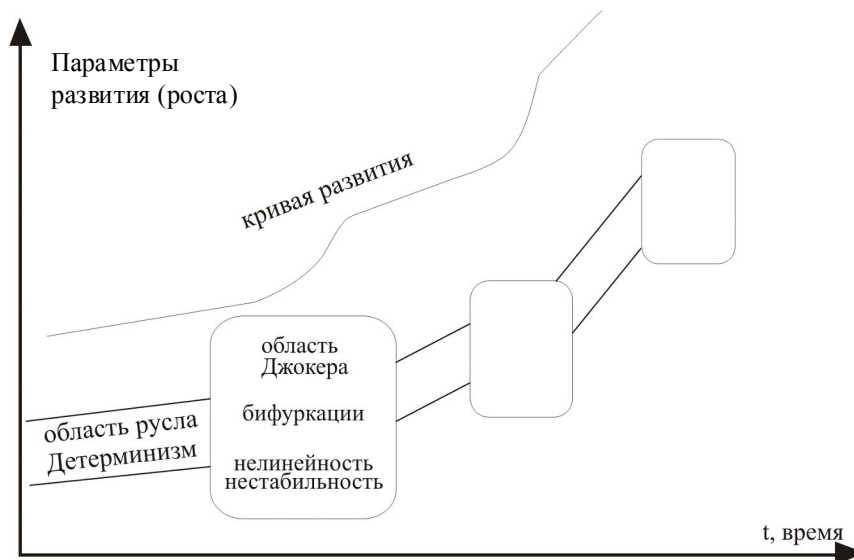 Параметры
развития (роста)
кривая развития
область
Джокера
бифуркации
нелинейность
нестабильность
область русла
Детерминизм
t, время